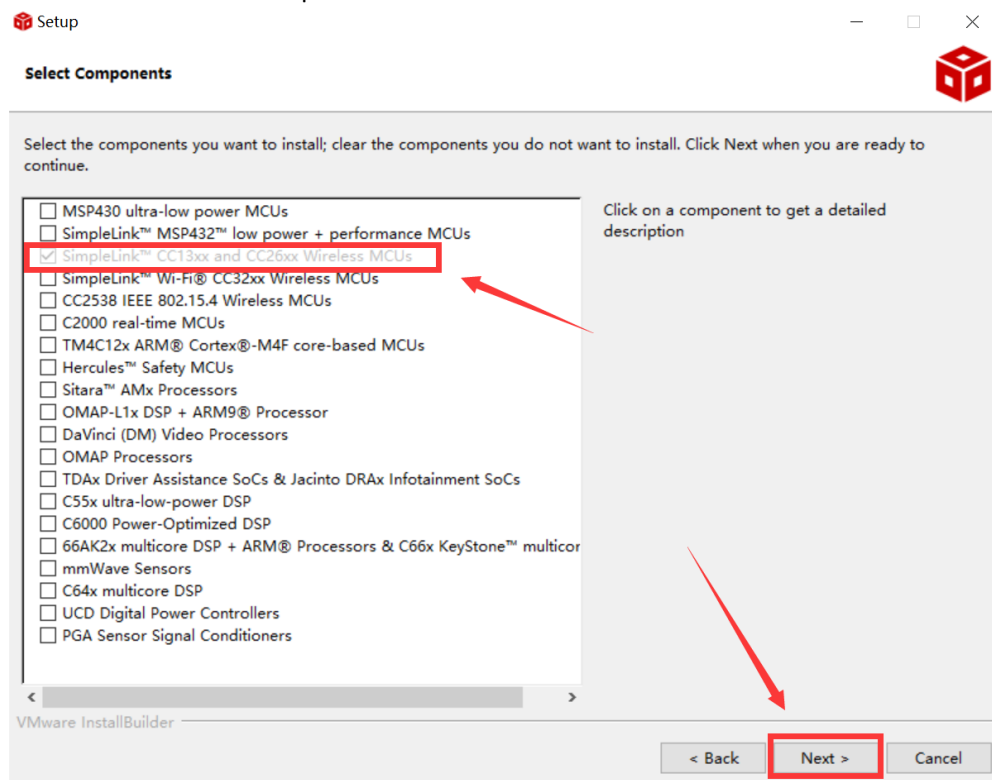 Setup
Select Components
Select the components you want to install; clear the components you do not want to install. Click Next when you are ready to
continue.
MSP430 ultra-low power MCUs
SimpleLink™ MSP432™ low power + performance MCUs
SimpleLink™ CC13xx and CC26xx Wireless MCUs
SimpleLink™ Wi-Fi® CC32xx Wireless MCUs
CC2538 IEEE 802.15.4 Wireless MCUs
C2000 real-time MCUs
TM4C12x ARM® Cortex®-M4F core-based MCUs
Hercules™ Safety MCUs
Sitara™ AMx Processors
OMAP-L1x DSP + ARM9® Processor
DaVinci (DM) Video Processors
OMAP Processors
TDAx Driver Assistance SoCs & Jacinto DRAx Infotainment SoCs
C55x ultra-low-power DSP
C6000 Power-Optimized DSP
66AK2x multicore DSP + ARM® Processors & C66x KeyStone™ multicor
mmWave Sensors
C64x multicore DSP
UCD Digital Power Controllers
PGA Sensor Signal Conditioners
Click on a component to get a detailed
description
VMware InstallBuilder
< Back
Next >
Cancel